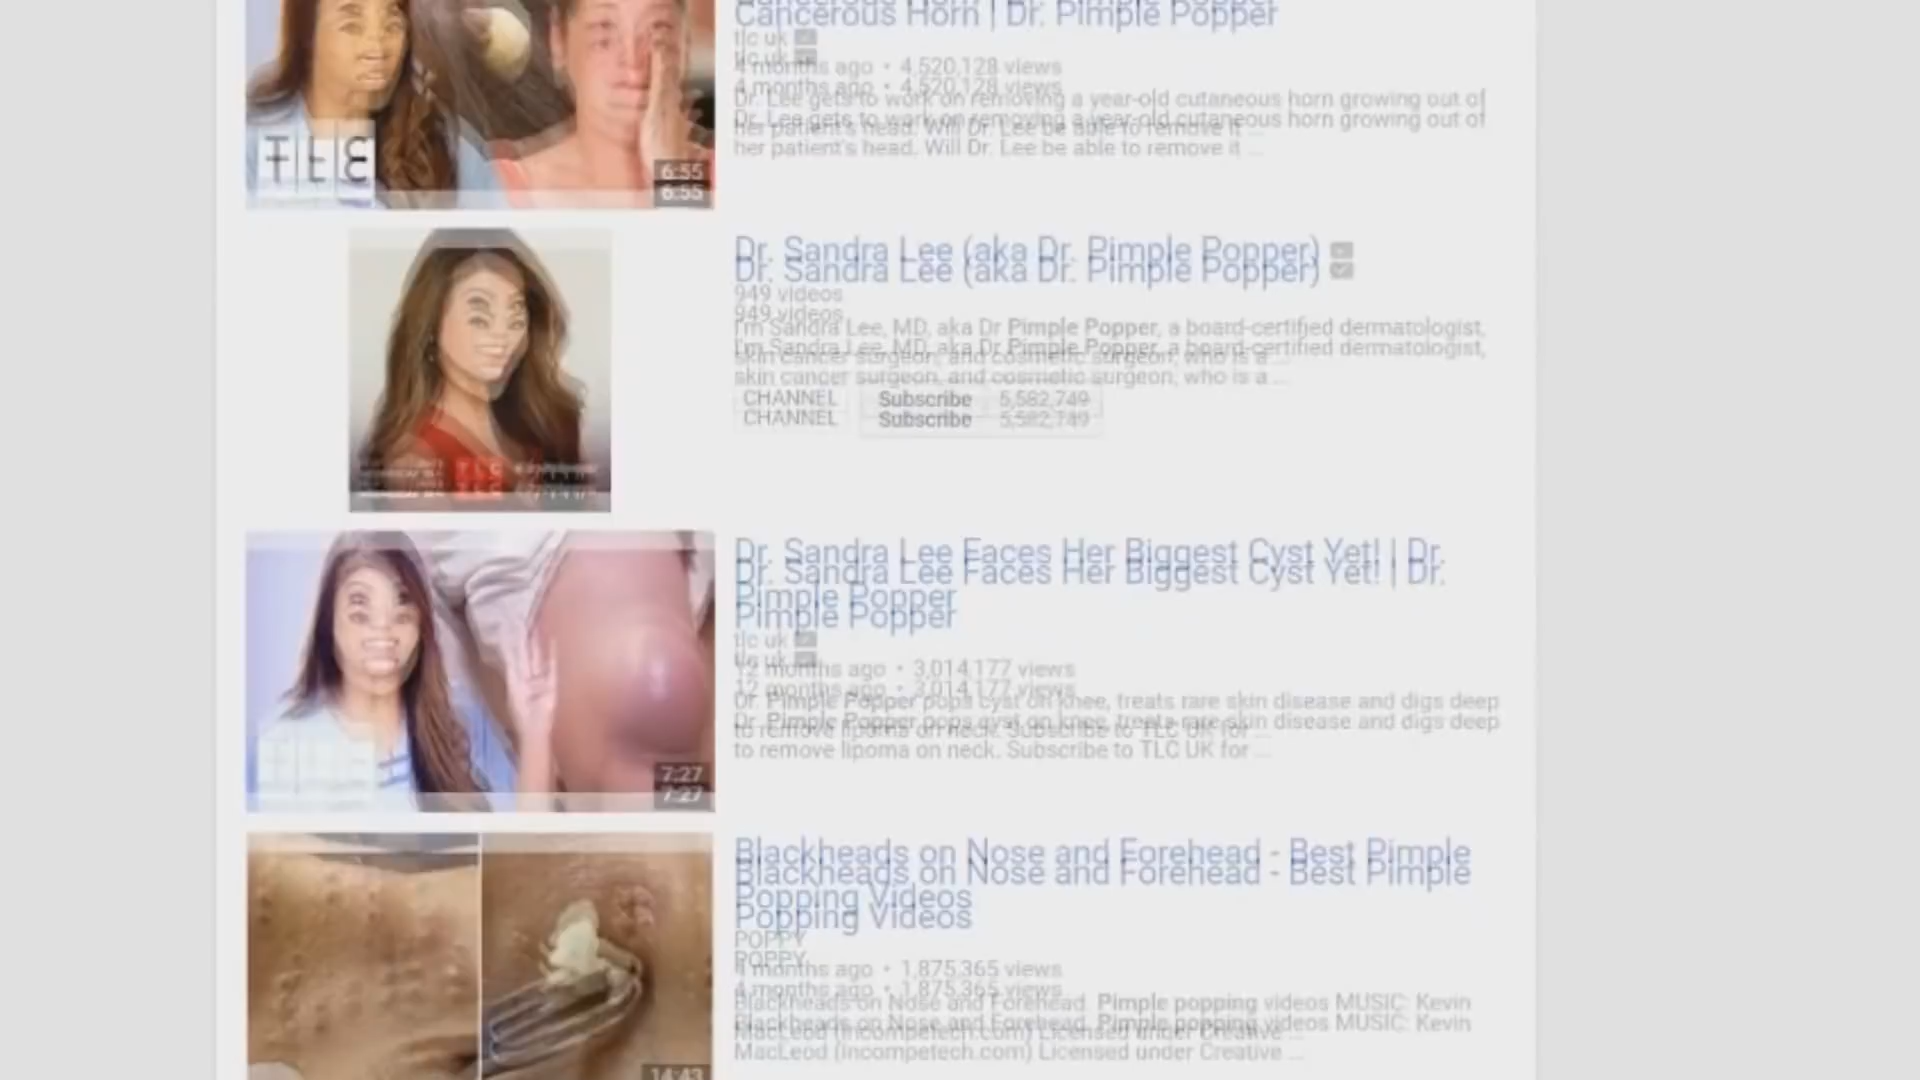 Cancerous Horn | Dr. Pimple Popper
tlc uk
4 months ago • 4,520,128 views
Dr. Lee gets to work on removing a year-old cutaneous horn growing out of
her patient's head. Will Dr. Lee be able to remove it ...
TLC
6:55
Dr. Sandra Lee (aka Dr. Pimple Popper)
949 videos
I'm Sandra Lee, MD, aka Dr Pimple Popper, a board-certified dermatologist,
skin cancer surgeon, and cosmetic surgeon, who is a ...
CHANNEL
Subscribe 5,582,749
TLC
Dr. Sandra Lee Faces Her Biggest Cyst Yet! | Dr.
Pimple Popper
tlc uk
12 months ago • 3,014,177 views
Dr. Pimple Popper pops cyst on knee, treats rare skin disease and digs deep
to remove lipoma on neck. Subscribe to TLC UK for ...
7:27
Blackheads on Nose and Forehead - Best Pimple
Popping Videos
POPPY
4 months ago • 1,875,365 views
Blackheads on Nose and Forehead. Pimple popping videos MUSIC: Kevin
MacLeod (incompetech.com) Licensed under Creative ...
14:43